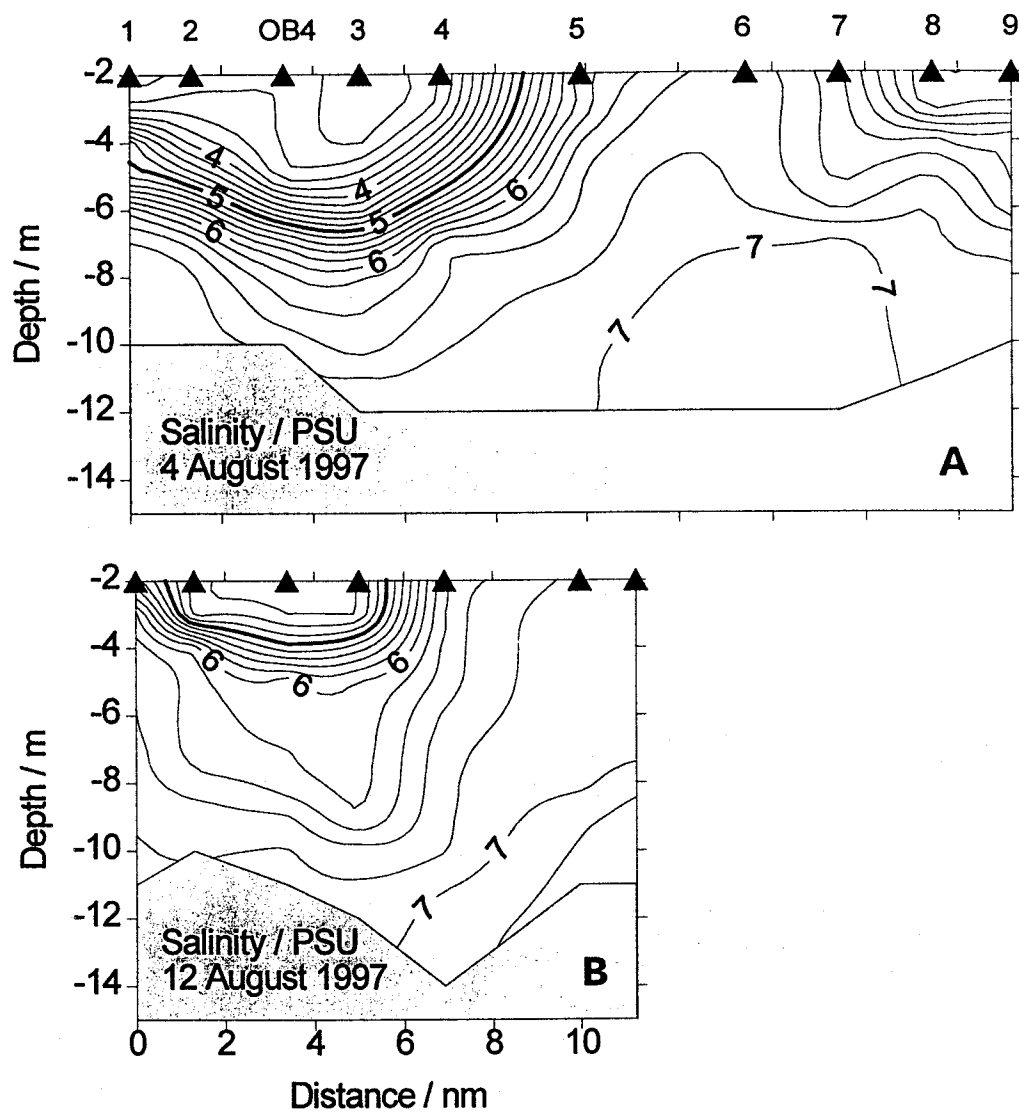 1 2 OB4 3 4 5 6 7 8 9
-2
-4
-6
-8
-10
-12
-14
Depth / m
4
5
6
4
5
6
6
7
7
7
Salinity / PSU
4 August 1997
A
-2
-4
-6
-8
-10
-12
-14
Depth / m
6
6
6
7
7
Salinity / PSU
12 August 1997
B
0 2 4 6 8 10
Distance / nm